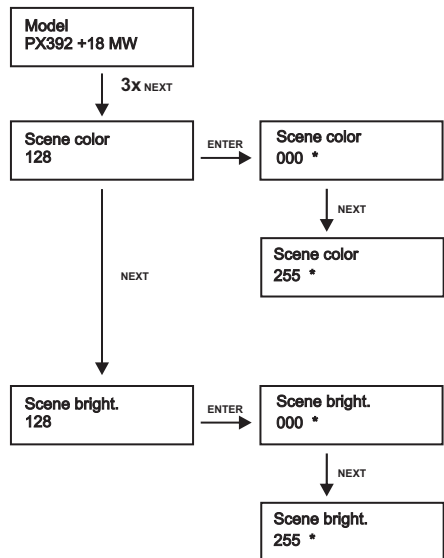 Model
PX392 +18 MW
3x NEXT
Scene color
128
ENTER
Scene color
000 *
NEXT
Scene color
255 *
NEXT
Scene bright.
128
ENTER
Scene bright.
000 *
NEXT
Scene bright.
255 *